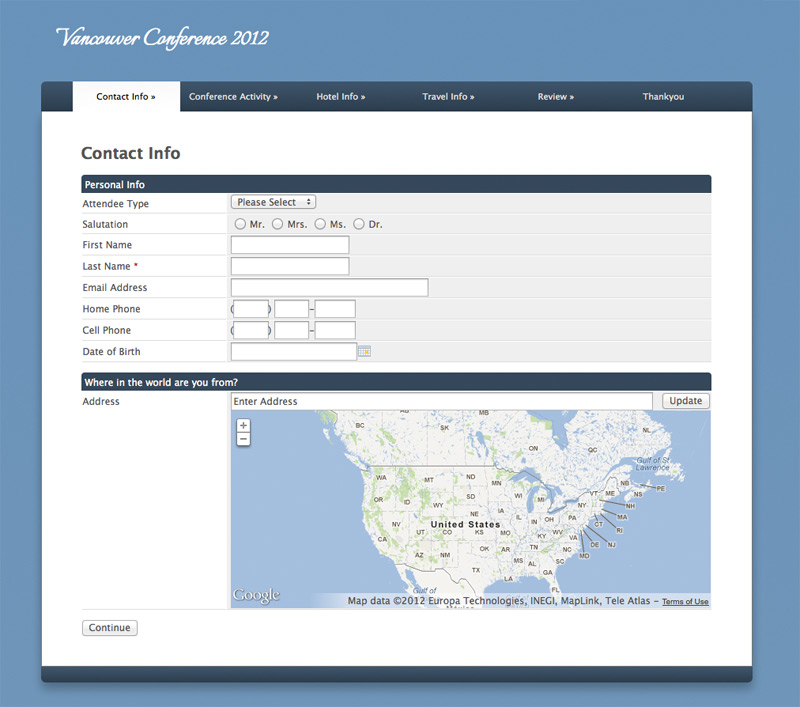 Vancouver Conference 2012
Contact Info » Conference Activity » Hotel Info » Travel Info » Review » Thankyou
Contact Info
Personal Info
Attendee Type Please Select
Salutation Mr. Mrs. Ms. Dr.
First Name
Last Name *
Email Address
Home Phone ( ) –
Cell Phone ( ) –
Date of Birth
Where in the world are you from?
Address Enter Address Update
+
−
AB MB
BC SK NL
ON QC
Gulf of St
Lawrence
WA MT ND MN NB PE
OR ID SD WI MI VT ME NS
WY NY NH
NE IA MA
NV UT CO United States IL IN OH PA CT RI
CA KS MO KY WV VA NJ
AZ NM OK AR TN NC DE
MD
MS AL SC
TX LA GA
FL
Gulf of
México
Google Map data ©2012 Europa Technologies, INEGI, MapLink, Tele Atlas - Terms of Use
Continue